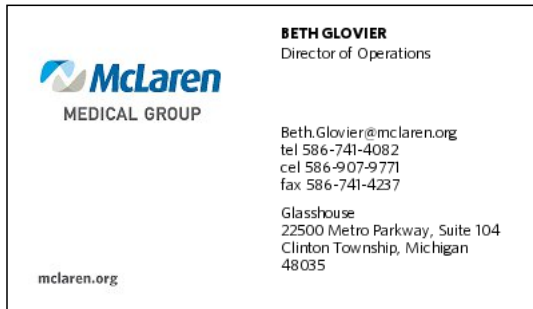 McLaren
MEDICAL GROUP
mclaren.org
BETH GLOVIER
Director of Operations
Beth.Glovier@mclaren.org
tel 586-741-4082
cel 586-907-9771
fax 586-741-4237
Glasshouse
22500 Metro Parkway, Suite 104
Clinton Township, Michigan
48035